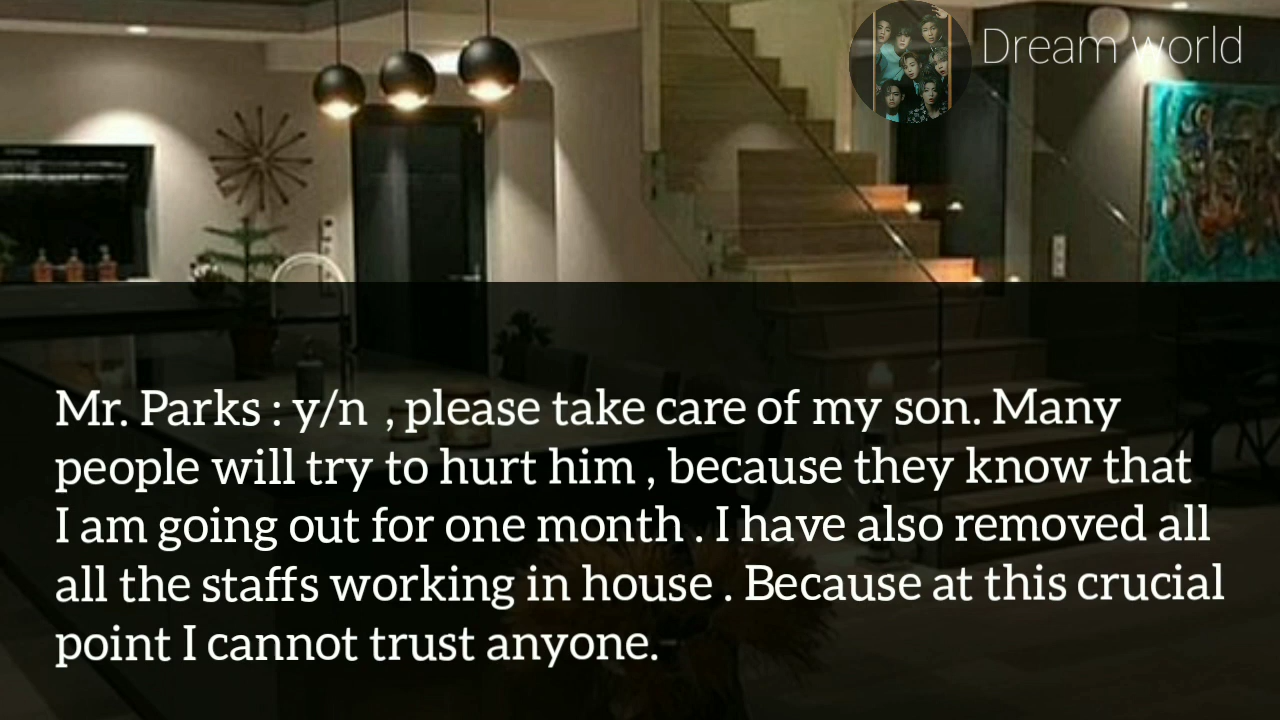 Dream world
Mr. Parks : y/n , please take care of my son. Many
people will try to hurt him , because they know that
I am going out for one month . I have also removed all
all the staffs working in house . Because at this crucial
point I cannot trust anyone.